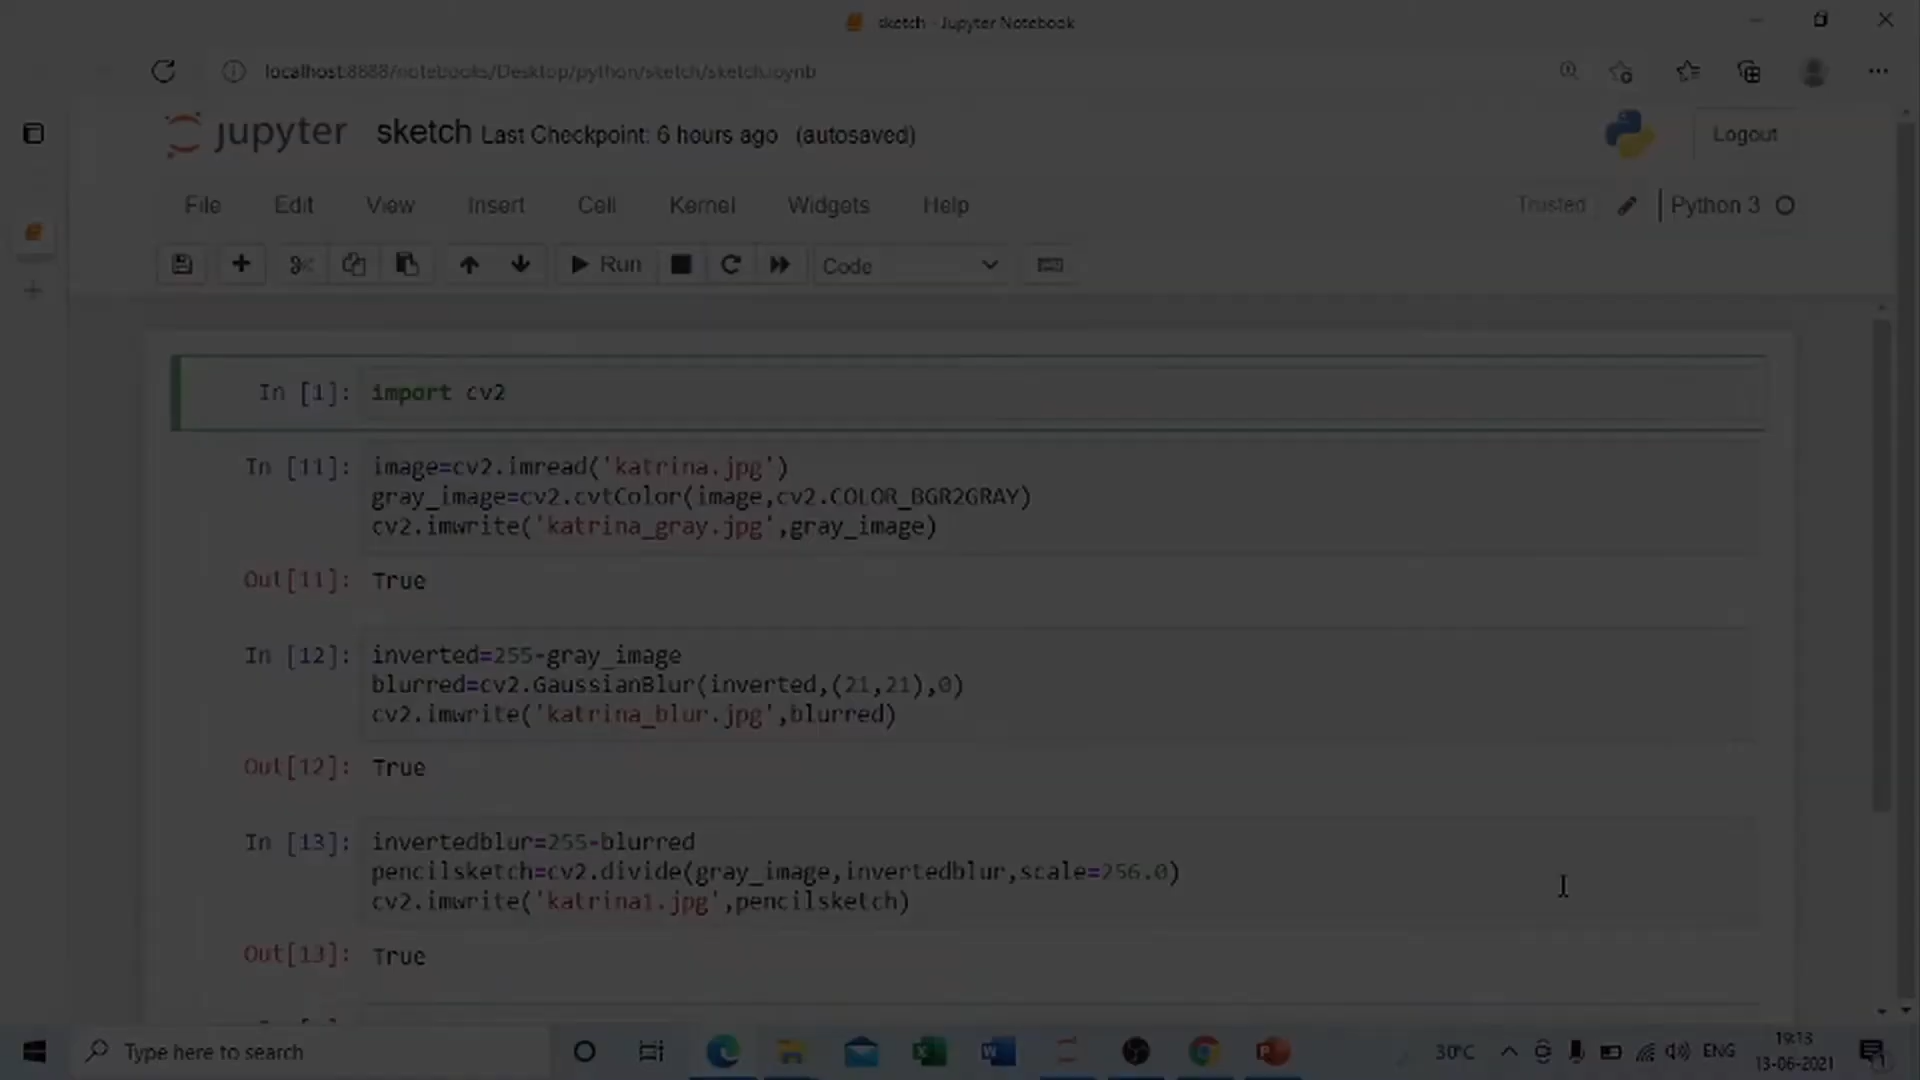 sketch - Jupyter Notebook
localhost:8888/notebooks/Desktop/python/sketch/sketch.ipynb
jupyter sketch Last Checkpoint: 6 hours ago (autosaved)
Logout
File Edit View Insert Cell Kernel Widgets Help
Trusted Python 3
Run Code
In [1]: import cv2
In [11]: image=cv2.imread('katrina.jpg')
gray_image=cv2.cvtColor(image,cv2.COLOR_BGR2GRAY)
cv2.imwrite('katrina_gray.jpg',gray_image)
Out[11]: True
In [12]: inverted=255-gray_image
blurred=cv2.GaussianBlur(inverted,(21,21),0)
cv2.imwrite('katrina_blur.jpg',blurred)
Out[12]: True
In [13]: invertedblur=255-blurred
pencilsketch=cv2.divide(gray_image,invertedblur,scale=256.0)
cv2.imwrite('katrina1.jpg',pencilsketch)
Out[13]: True
Type here to search
30°C
ENG
19:13
13-06-2021